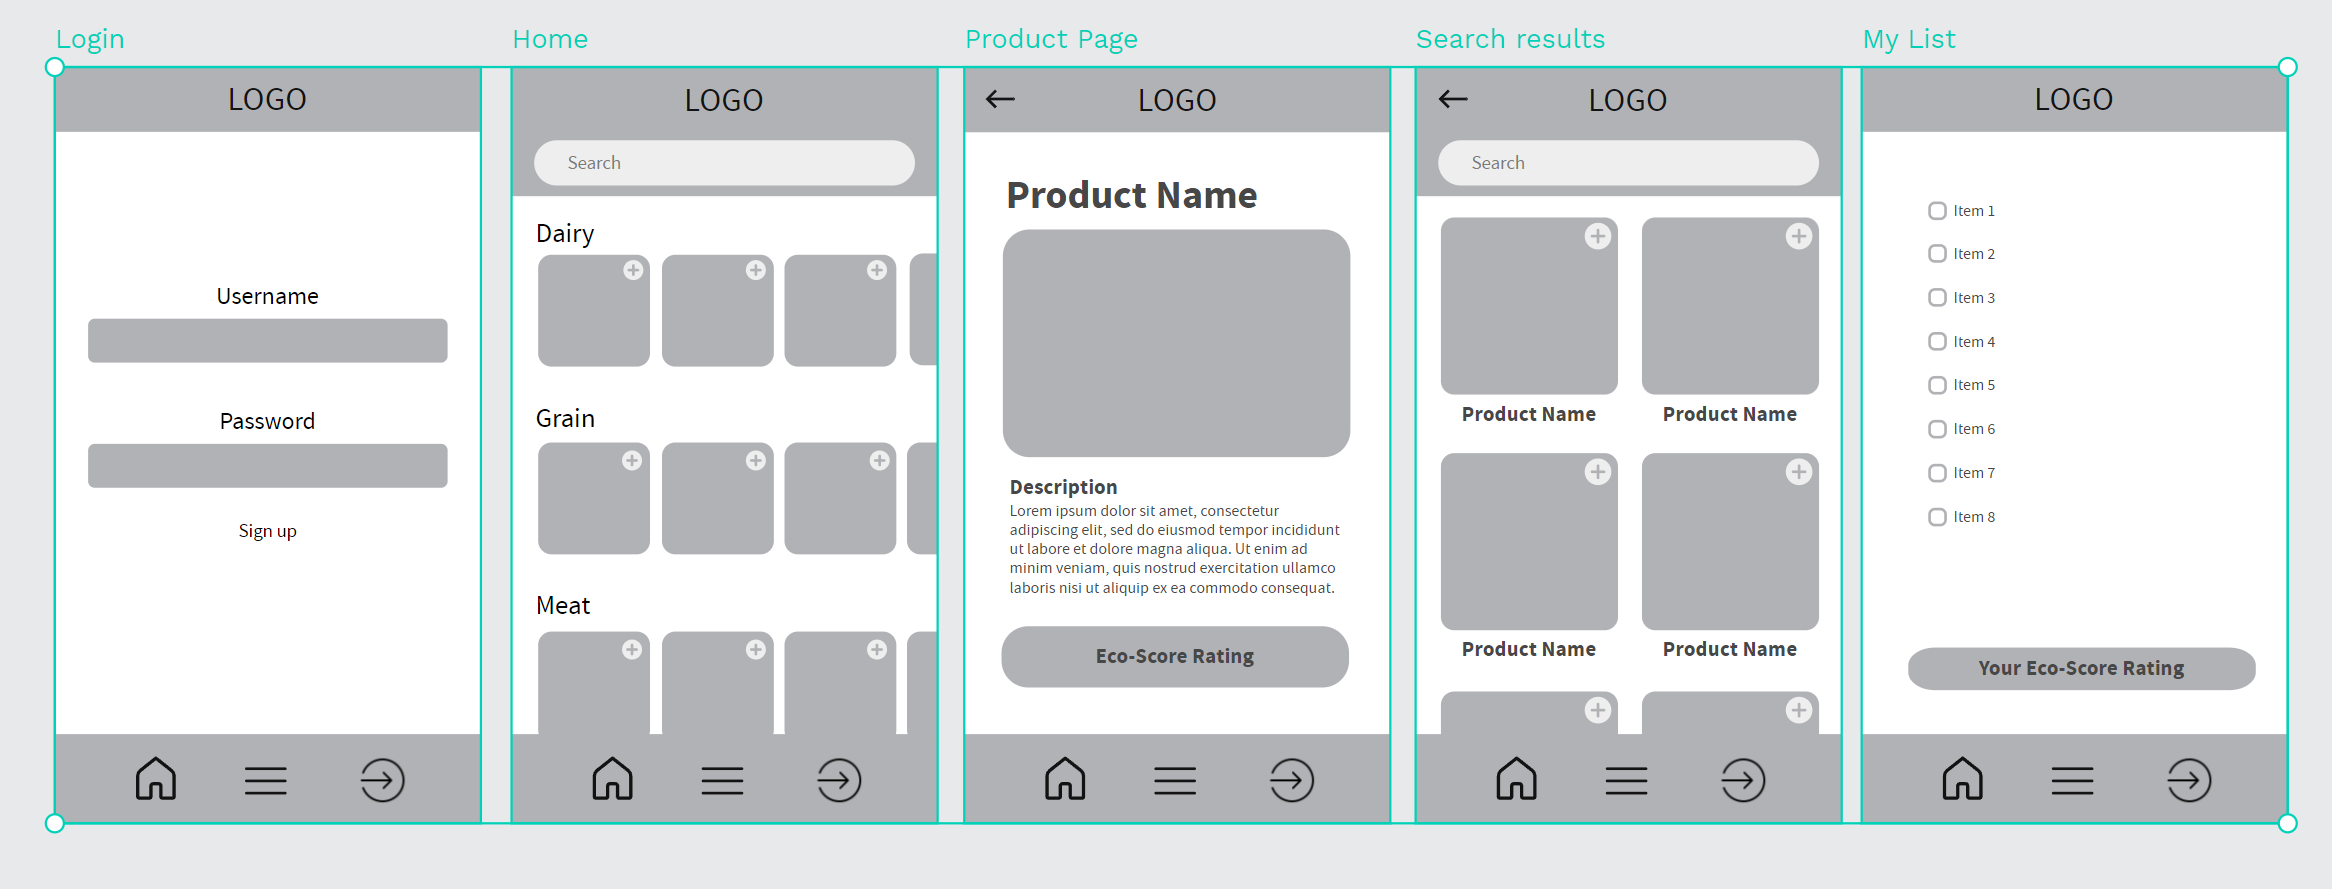 Login
LOGO
Username
Password
Sign up
Home
LOGO
Search
Dairy
Grain
Meat
Product Page
LOGO
Product Name
Description
Lorem ipsum dolor sit amet, consectetur
adipiscing elit, sed do eiusmod tempor incididunt
ut labore et dolore magna aliqua. Ut enim ad
minim veniam, quis nostrud exercitation ullamco
laboris nisi ut aliquip ex ea commodo consequat.
Eco-Score Rating
Search results
LOGO
Search
Product Name
Product Name
Product Name
Product Name
My List
LOGO
Item 1
Item 2
Item 3
Item 4
Item 5
Item 6
Item 7
Item 8
Your Eco-Score Rating